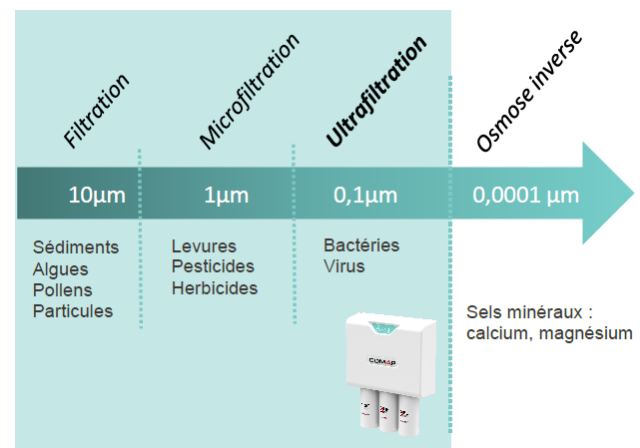 Filtration
Microfiltration
Ultrafiltration
Osmose inverse
10µm
1µm
0,1µm
0,0001 µm
Sédiments
Algues
Pollens
Particules
Levures
Pesticides
Herbicides
Bactéries
Virus
Sels minéraux :
calcium, magnésium
COMAP